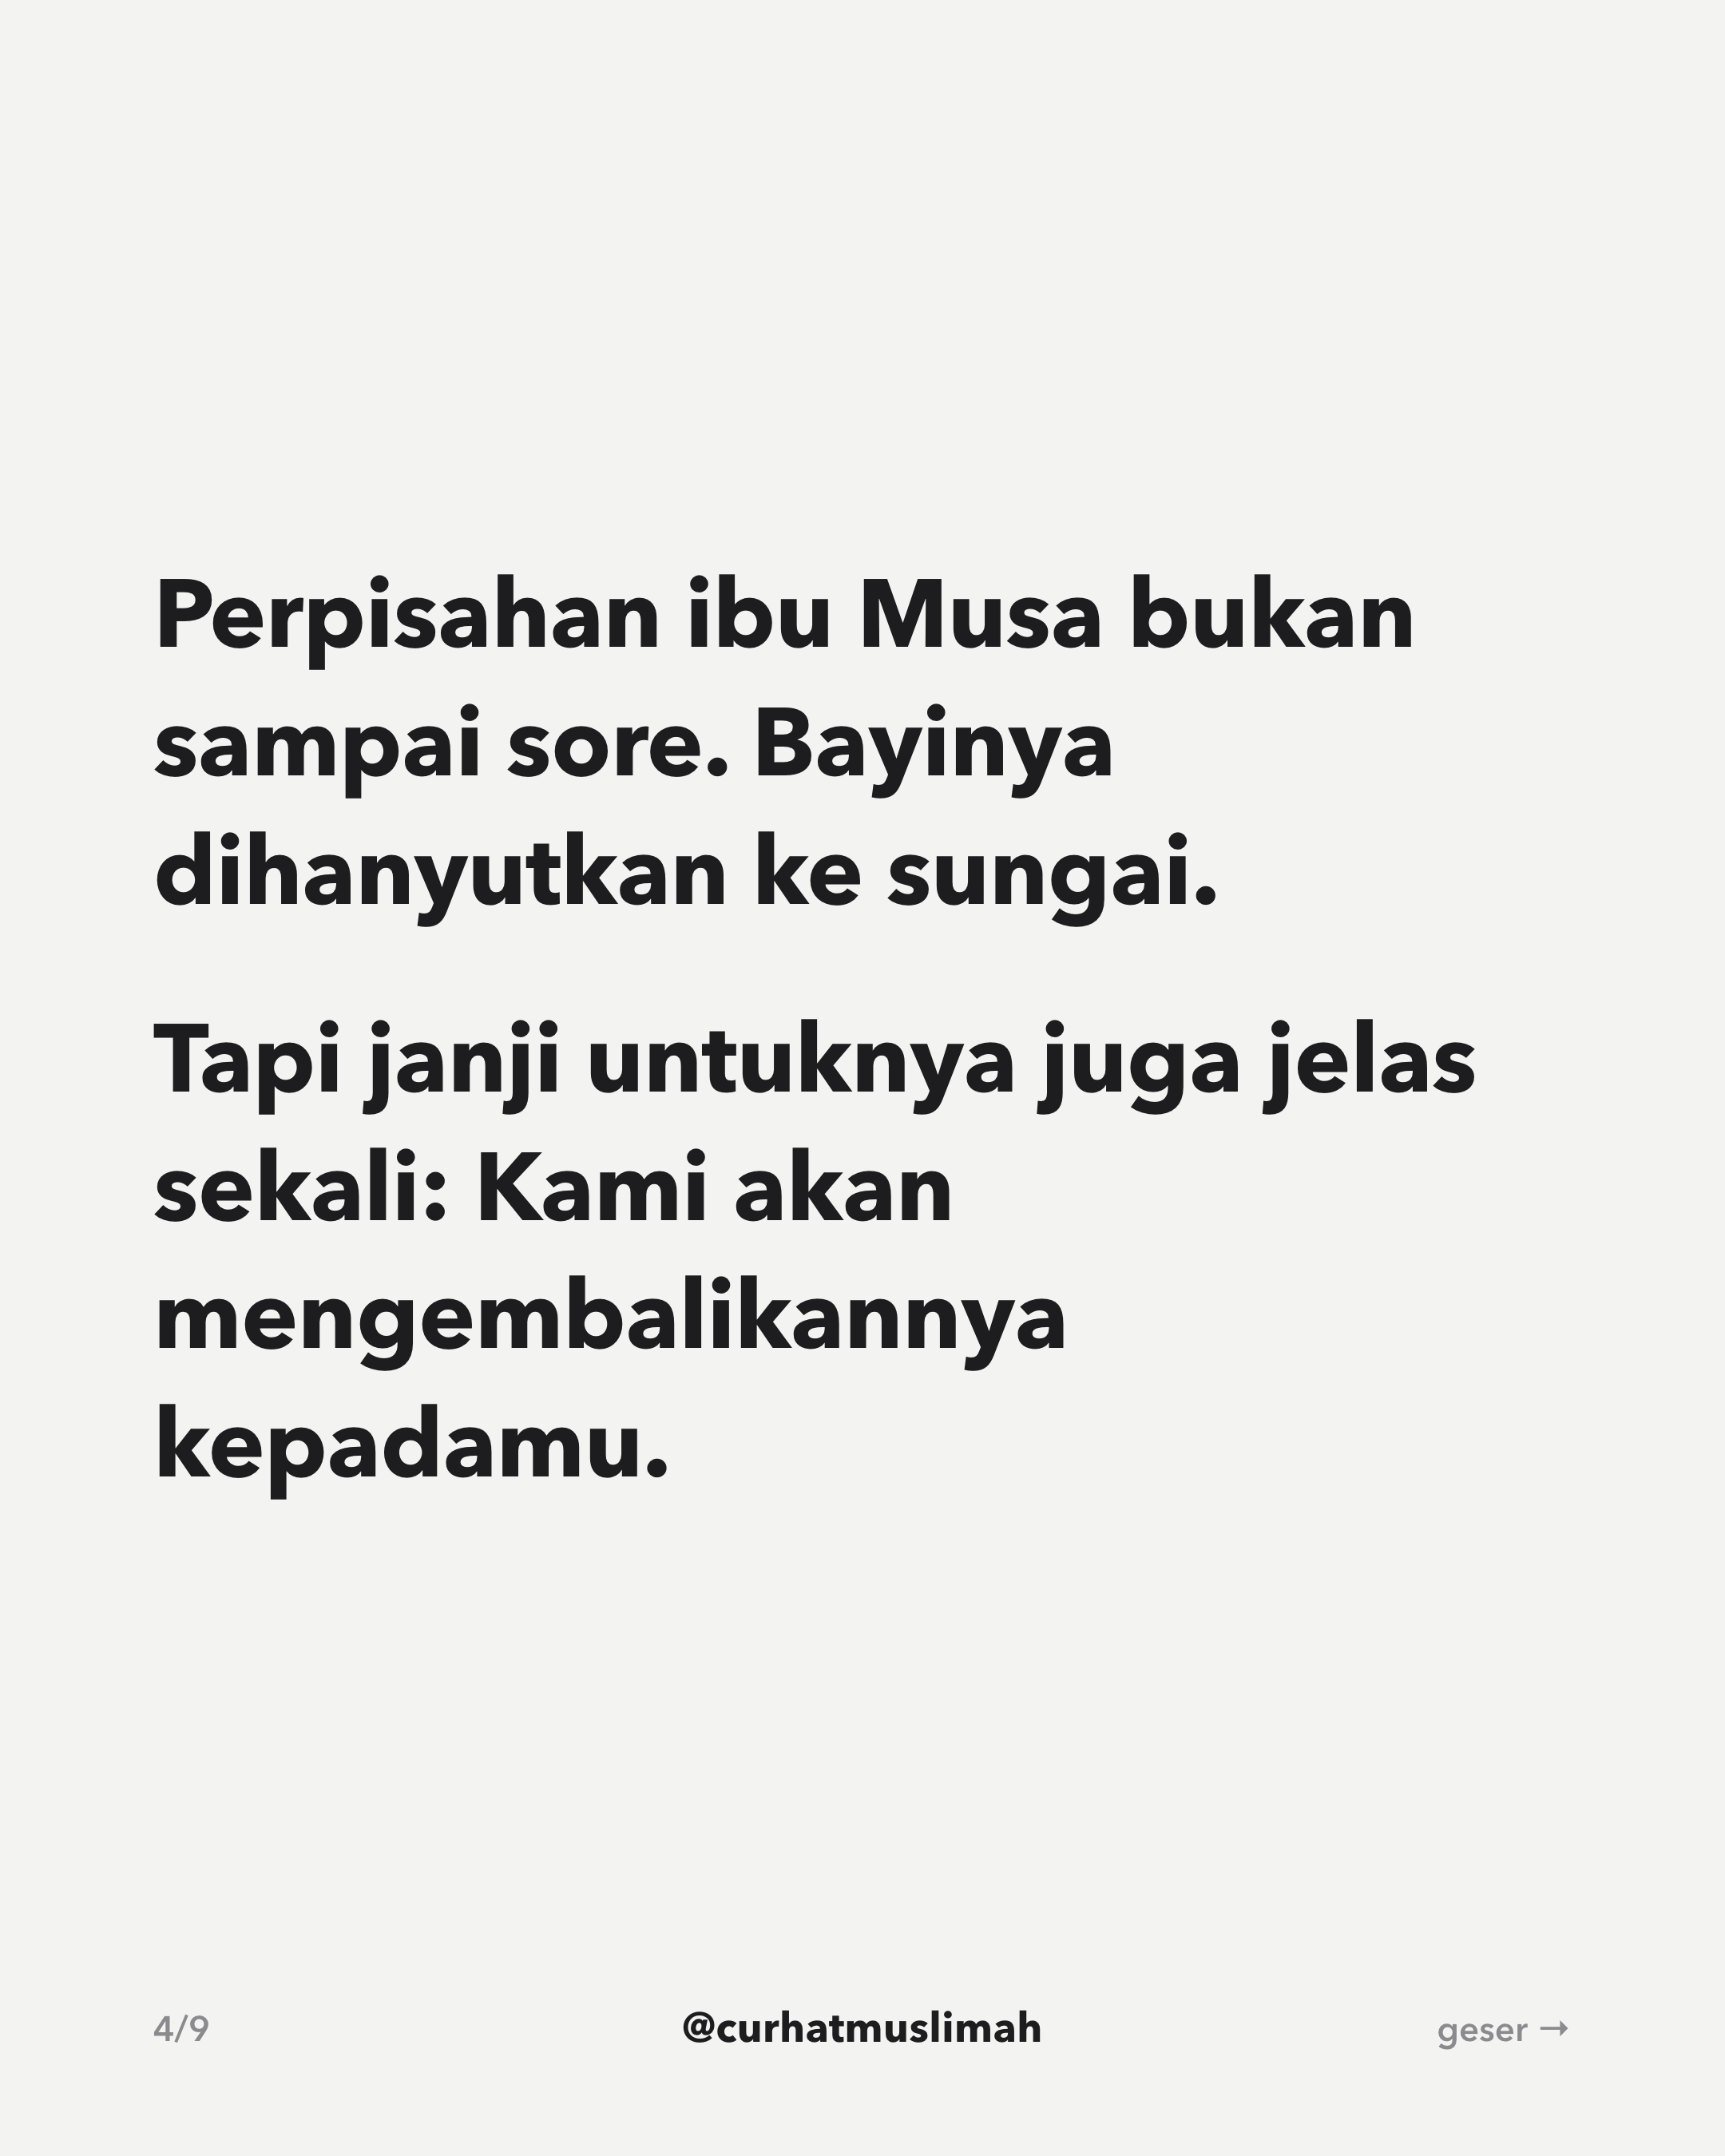 Perpisahan ibu Musa bukan
sampai sore. Bayinya
dihanyutkan ke sungai.
Tapi janji untuknya juga jelas
sekali: Kami akan
mengembalikannya
kepadamu.
4/9
@curhatmuslimah
geser →